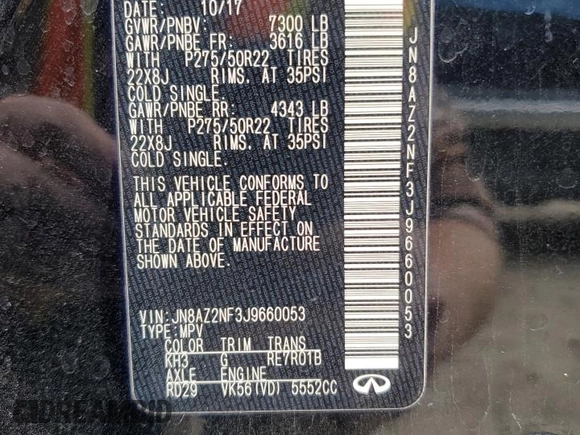 DATE: 10/17
GVWR/PNBV: 7300 LB
GAWR/PNBE FR: 3616 LB
WITH P275/50R22 TIRES
22X8J RIMS, AT 35PSI
COLD SINGLE.
GAWR/PNBE RR: 4343 LB
WITH P275/50R22 TIRES
22X8J RIMS, AT 35PSI
COLD SINGLE.
THIS VEHICLE CONFORMS TO
ALL APPLICABLE FEDERAL
MOTOR VEHICLE SAFETY
STANDARDS IN EFFECT ON
THE DATE OF MANUFACTURE
SHOWN ABOVE.
VIN: JN8AZ2NF3J9660053
TYPE: MPV
COLOR TRIM TRANS
KH3 G RE7R01B
AXLE ENGINE
RD29 VK56(VD) 5552CC
JN8AZ2NF3J9660053
INFINITI
DREAMBID